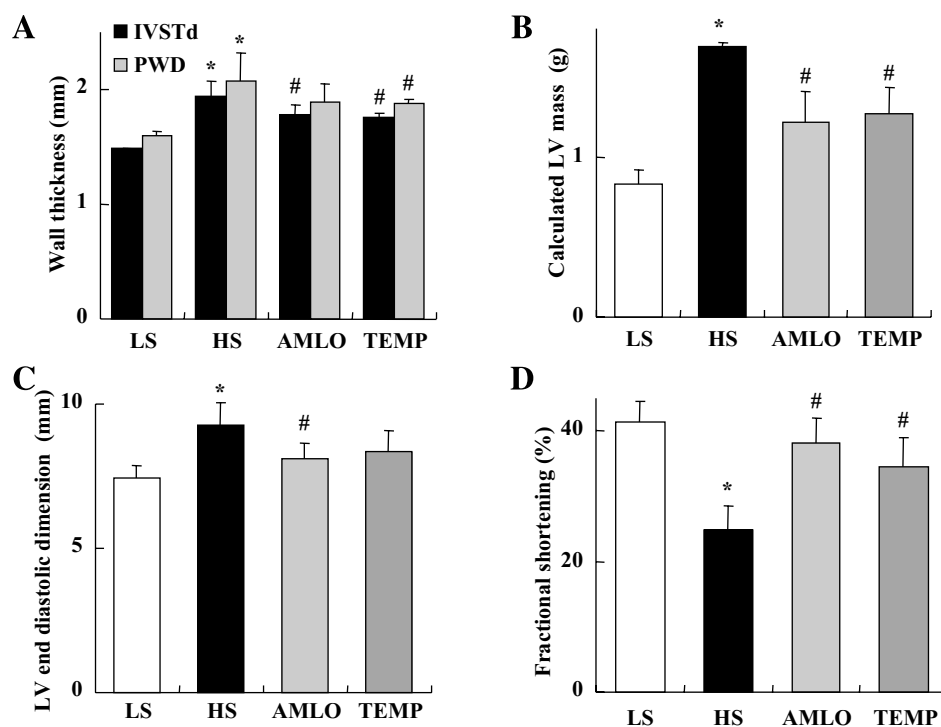 A
IVSTd
PWD
Wall thickness (mm)
2
1
0
* * # # #
LS HS AMLO TEMP
B
Calculated LV mass (g)
1
0
* # #
LS HS AMLO TEMP
C
LV end diastolic dimension (mm)
10
5
0
* #
LS HS AMLO TEMP
D
Fractional shortening (%)
40
20
0
* # #
LS HS AMLO TEMP